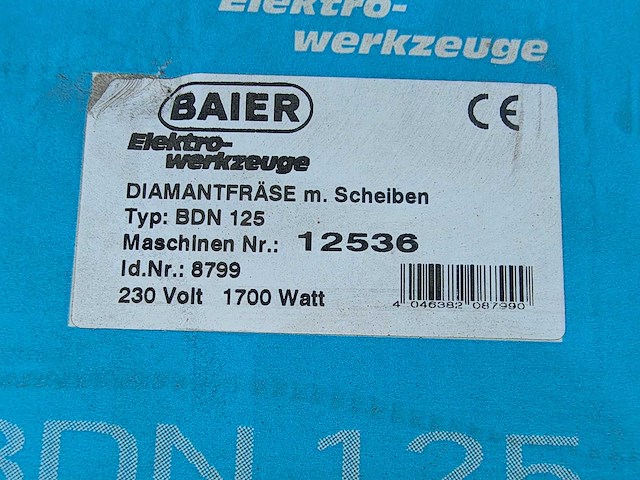 Elektro-
werkzeuge
BAIER
CE
Elektro-
werkzeuge
DIAMANTFRÄSE m. Scheiben
Typ: BDN 125
Maschinen Nr.: 12536
Id.Nr.: 8799
230 Volt 1700 Watt
4 046382 087990
BDN 125